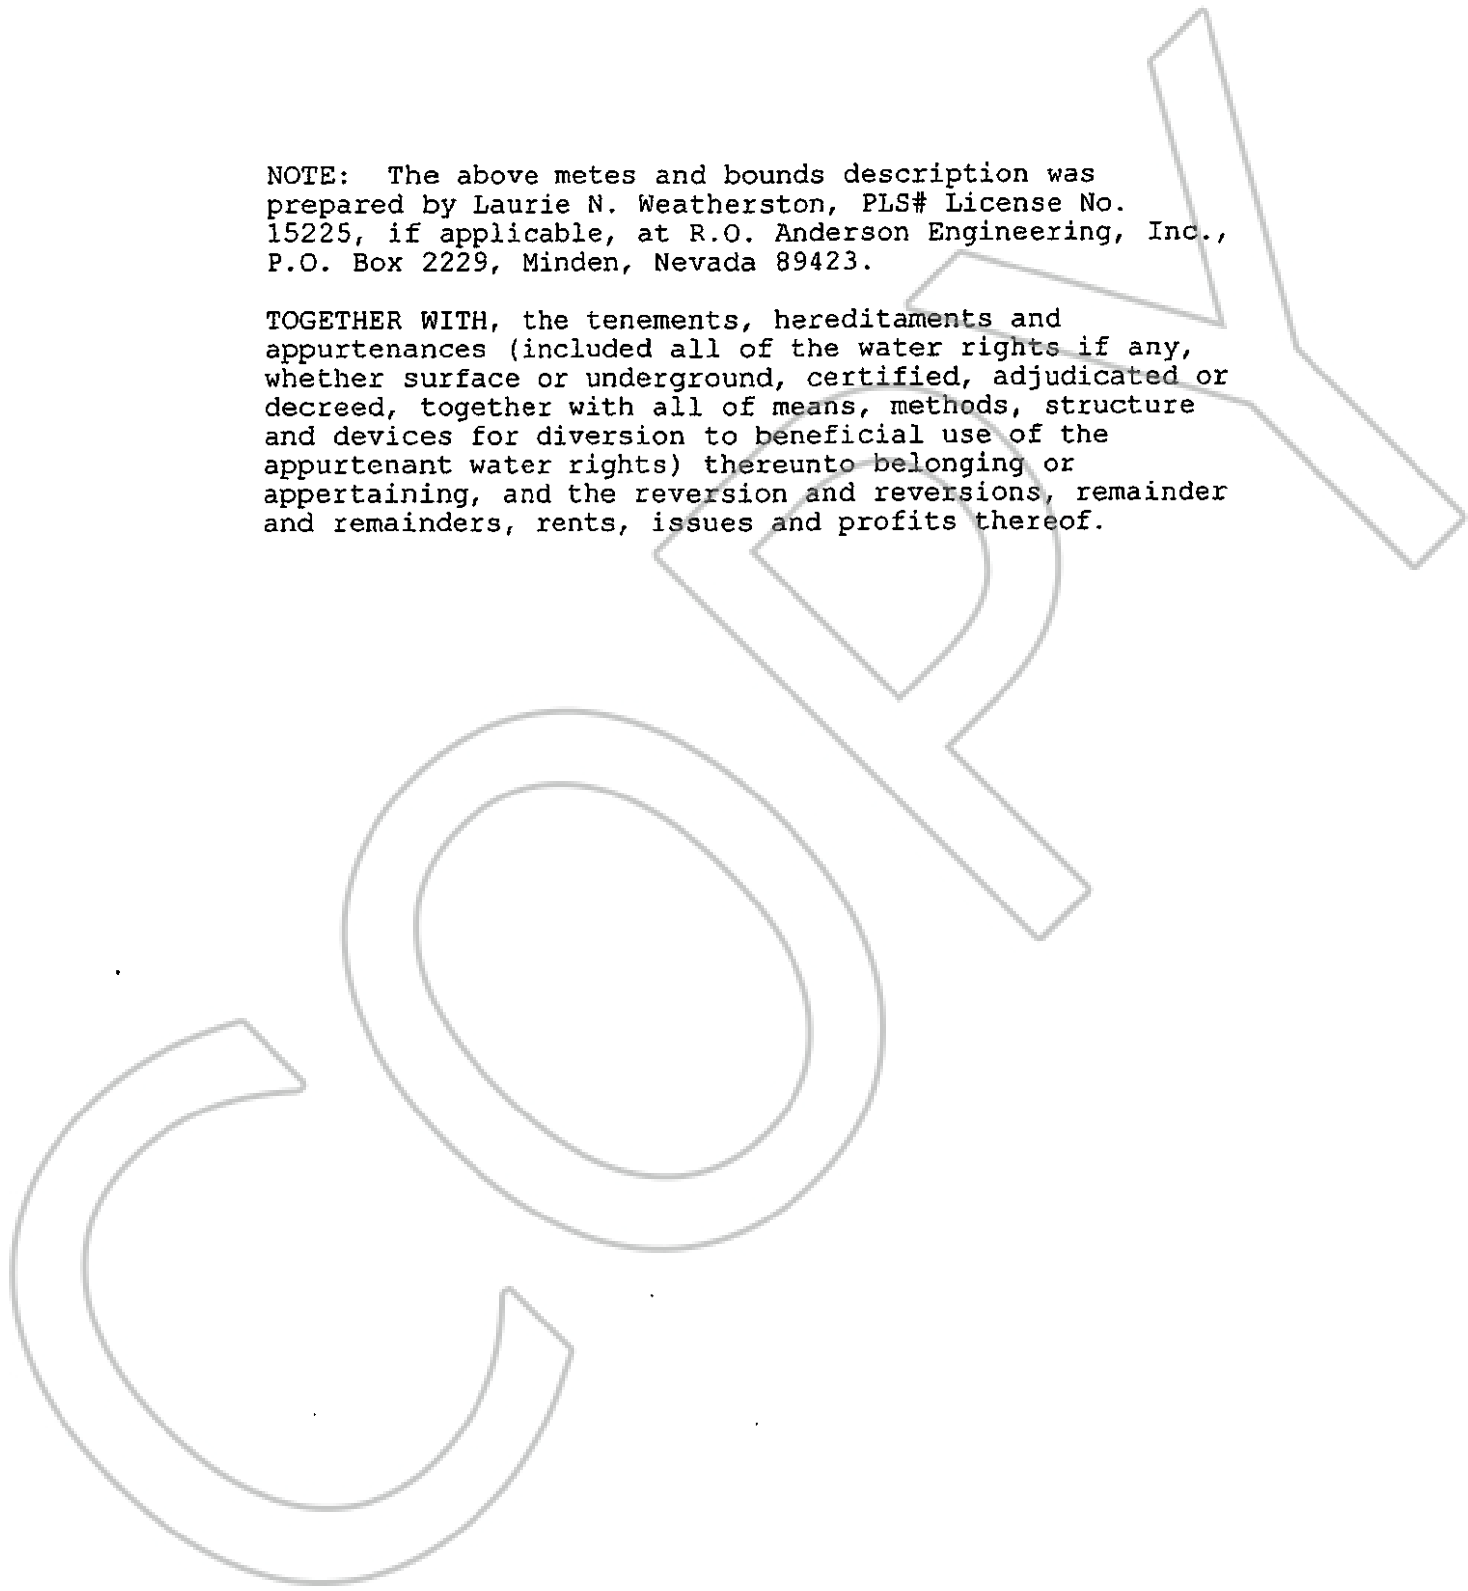 NOTE: The above metes and bounds description was
prepared by Laurie N. Weatherston, PLS# License No.
15225, if applicable, at R.O. Anderson Engineering, Inc.,
P.O. Box 2229, Minden, Nevada 89423.
TOGETHER WITH, the tenements, hereditaments and
appurtenances (included all of the water rights if any,
whether surface or underground, certified, adjudicated or
decreed, together with all of means, methods, structure
and devices for diversion to beneficial use of the
appurtenant water rights) thereunto belonging or
appertaining, and the reversion and reversions, remainder
and remainders, rents, issues and profits thereof.
COPY